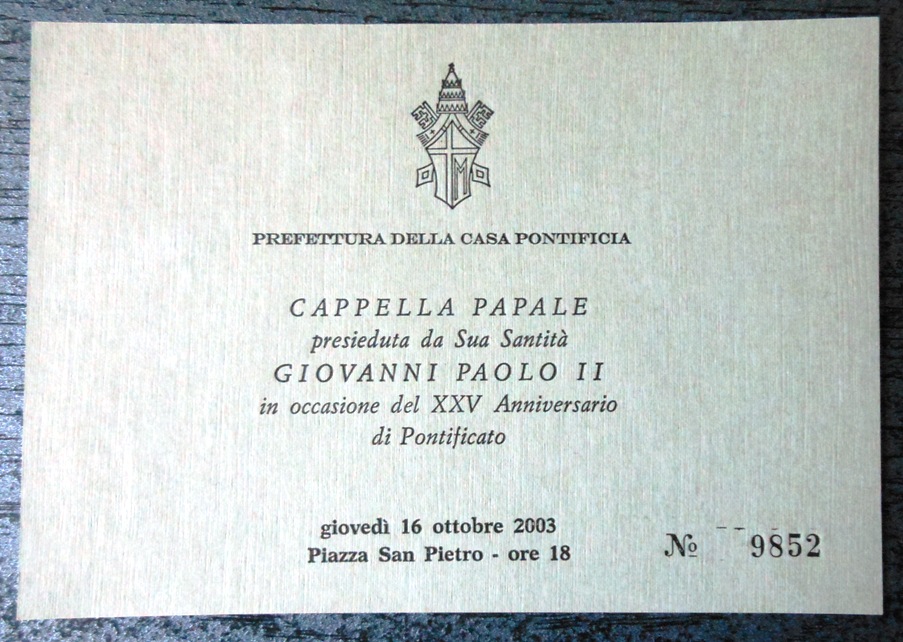 PREFETTURA DELLA CASA PONTIFICIA
CAPPELLA PAPALE
presieduta da Sua Santità
GIOVANNI PAOLO II
in occasione del XXV Anniversario
di Pontificato
giovedì 16 ottobre 2003
Piazza San Pietro - ore 18
№ 9852